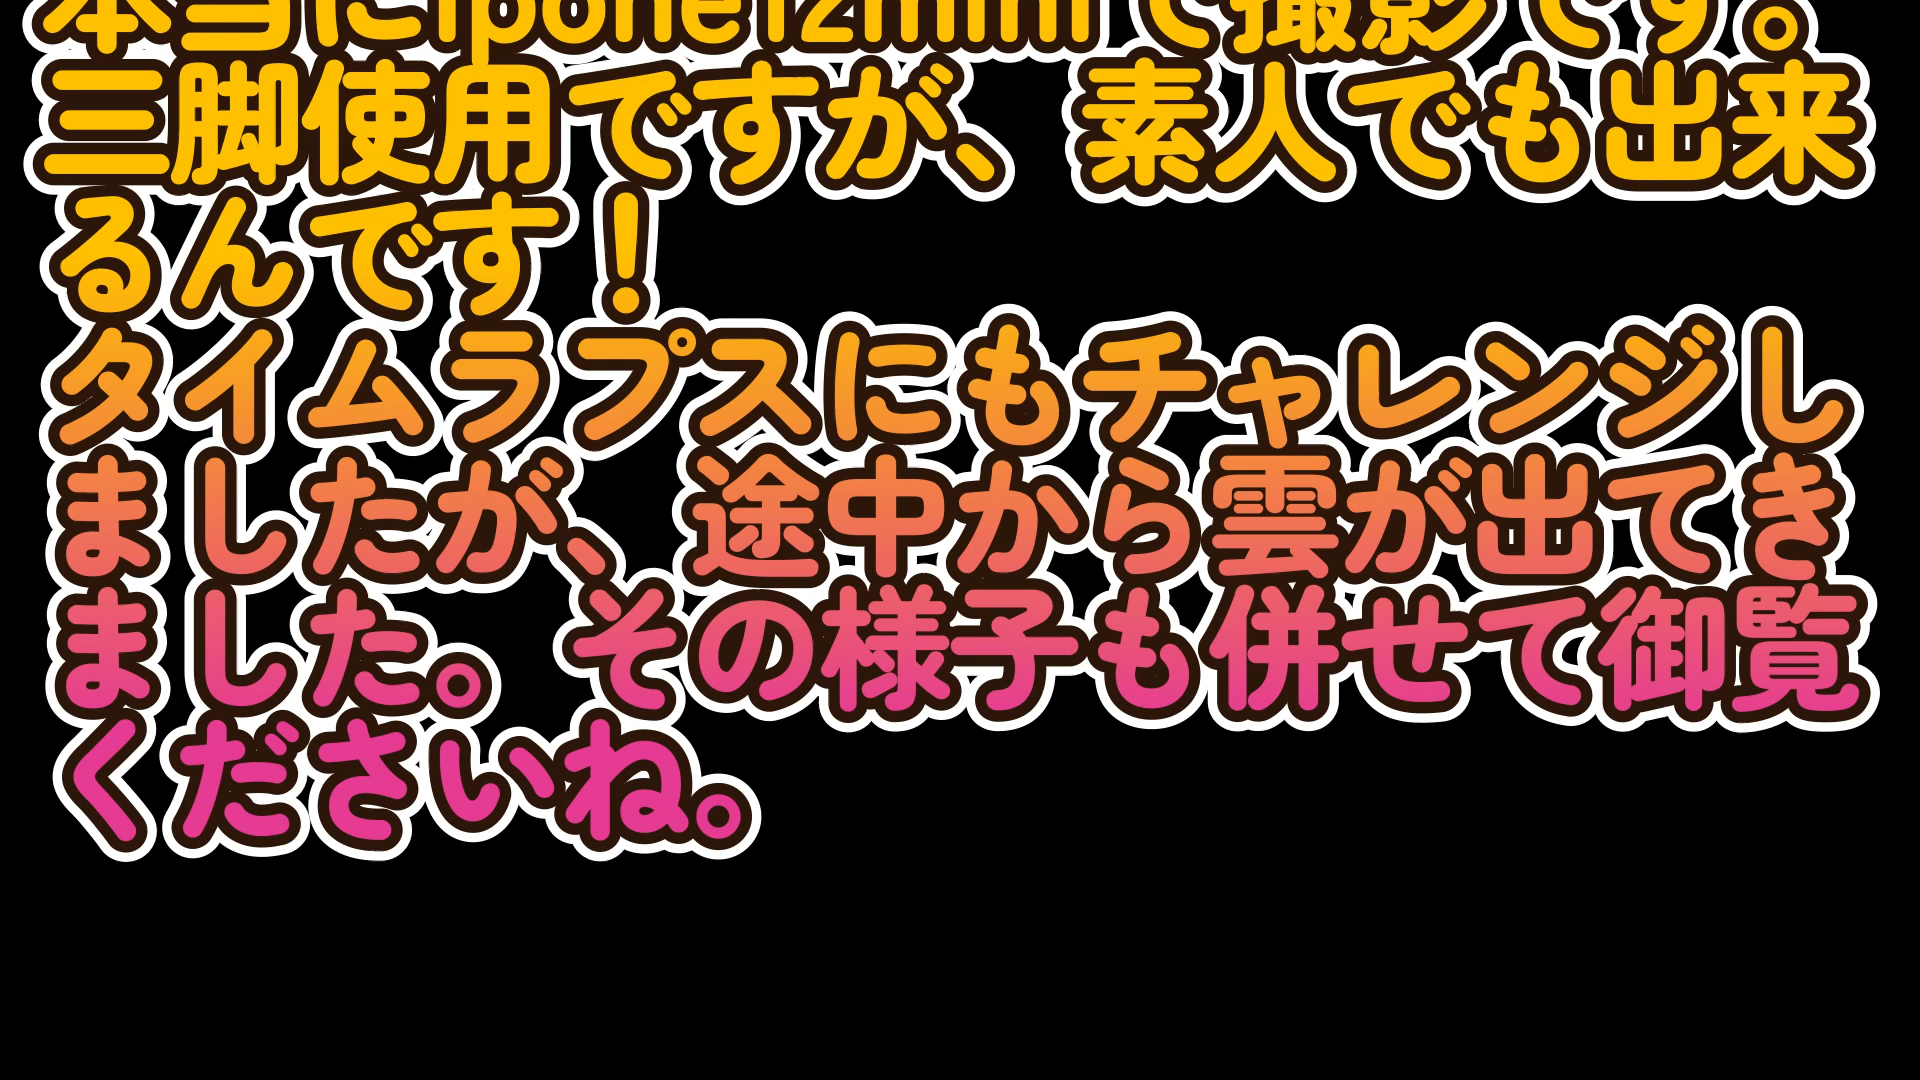 本当にipone12miniで撮影です。
三脚使用ですが、素人でも出来
るんです！
タイムラプスにもチャレンジし
ましたが、途中から雲が出てき
ました。その様子も併せて御覧
くださいね。